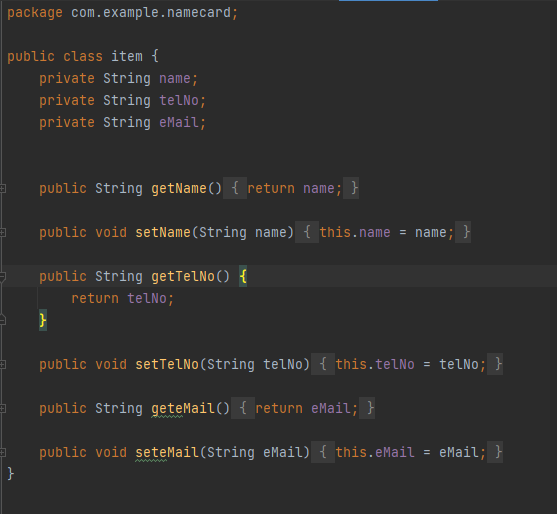 package com.example.namecard;
public class item {
private String name;
private String telNo;
private String eMail;
public String getName() { return name; }
public void setName(String name) { this.name = name; }
public String getTelNo() {
return telNo;
}
public void setTelNo(String telNo) { this.telNo = telNo; }
public String geteMail() { return eMail; }
public void seteMail(String eMail) { this.eMail = eMail; }
}